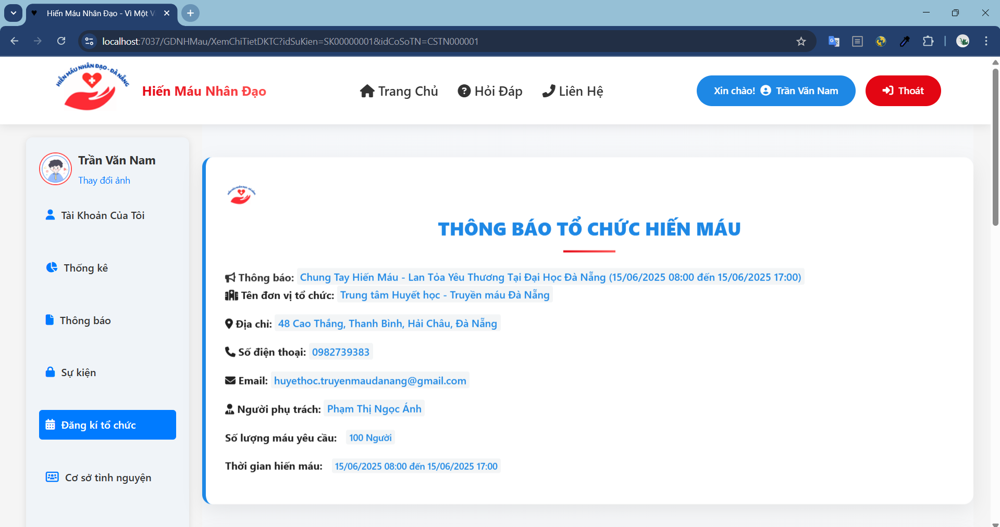 Hiến Máu Nhân Đạo - Vì Một V
localhost:7037/GDNHMau/XemChiTietDKTC?idSuKien=SK00000001&idCoSoTN=CSTN000001
HIẾN MÁU NHÂN ĐẠO - ĐÀ NẴNG
Hiến Máu Nhân Đạo
Trang Chủ
Hỏi Đáp
Liên Hệ
Xin chào! Trần Văn Nam
Thoát
Trần Văn Nam
Thay đổi ảnh
Tài Khoản Của Tôi
Thống kê
Thông báo
Sự kiện
Đăng kí tổ chức
Cơ sở tình nguyện
HIẾN MÁU NHÂN ĐẠO - ĐÀ NẴNG
THÔNG BÁO TỔ CHỨC HIẾN MÁU
Thông báo: Chung Tay Hiến Máu - Lan Tỏa Yêu Thương Tại Đại Học Đà Nẵng (15/06/2025 08:00 đến 15/06/2025 17:00)
Tên đơn vị tổ chức: Trung tâm Huyết học - Truyền máu Đà Nẵng
Địa chỉ: 48 Cao Thắng, Thanh Bình, Hải Châu, Đà Nẵng
Số điện thoại: 0982739383
Email: huyethoc.truyenmaudanang@gmail.com
Người phụ trách: Phạm Thị Ngọc Ánh
Số lượng máu yêu cầu: 100 Người
Thời gian hiến máu: 15/06/2025 08:00 đến 15/06/2025 17:00